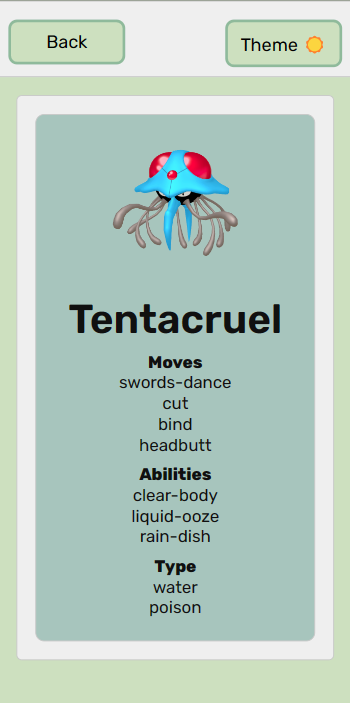 Back
Theme
Tentacruel
Moves
swords-dance
cut
bind
headbutt
Abilities
clear-body
liquid-ooze
rain-dish
Type
water
poison